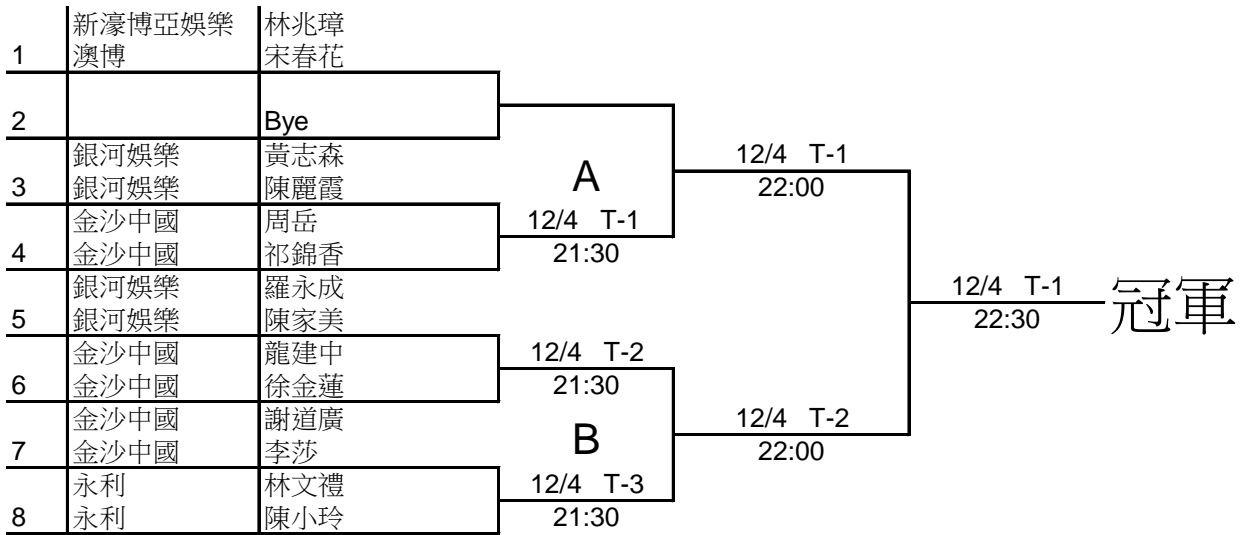 新濠博亞娛樂 林兆璋
1 澳博 宋春花
2 Bye
銀河娛樂 黃志森
3 銀河娛樂 陳麗霞
A
12/4 T-1
22:00
金沙中國 周岳
4 金沙中國 祁錦香
12/4 T-1
21:30
銀河娛樂 羅永成
5 銀河娛樂 陳家美
12/4 T-1
22:30
冠軍
金沙中國 龍建中
6 金沙中國 徐金蓮
12/4 T-2
21:30
金沙中國 謝道廣
7 金沙中國 李莎
B
12/4 T-2
22:00
永利 林文禮
8 永利 陳小玲
12/4 T-3
21:30